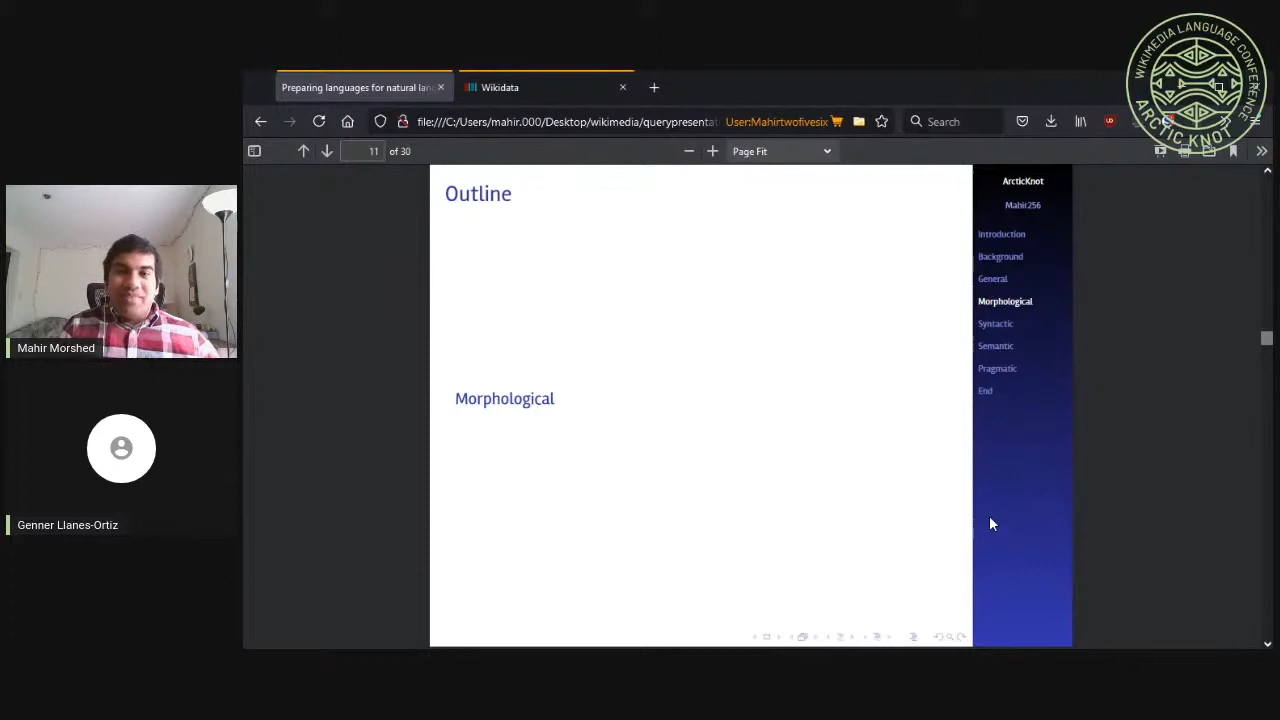 WIKIMEDIA LANGUAGE CONFERENCE
ARCTIC KNOT
Preparing languages for natural lan
Wikidata
file:///C:/Users/mahir.000/Desktop/wikimedia/querypresentat
User:Mahirtwofivesix
Search
11 of 30
Page Fit
Outline
Morphological
ArcticKnot
Mahir256
Introduction
Background
General
Morphological
Syntactic
Semantic
Pragmatic
End
Mahir Morshed
Genner Llanes-Ortiz